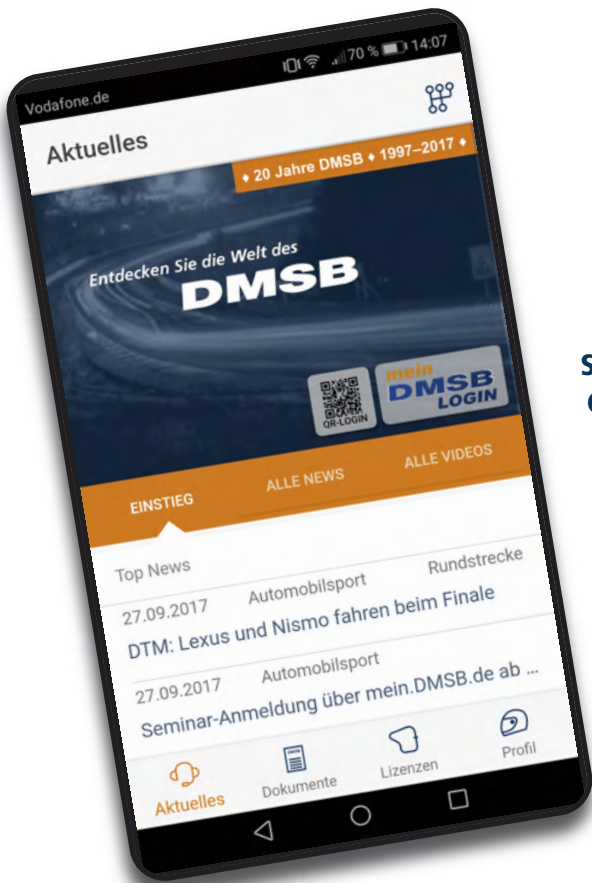 Vodafone.de 70 % 14:07
Aktuelles
♦ 20 Jahre DMSB ♦ 1997–2017 ♦
Entdecken Sie die Welt des
DMSB
QR-LOGIN
mein
DMSB
LOGIN
EINSTIEG ALLE NEWS ALLE VIDEOS
Top News
27.09.2017 Automobilsport Rundstrecke
DTM: Lexus und Nismo fahren beim Finale
27.09.2017 Automobilsport
Seminar-Anmeldung über mein.DMSB.de ab ...
Aktuelles Dokumente Lizenzen Profil